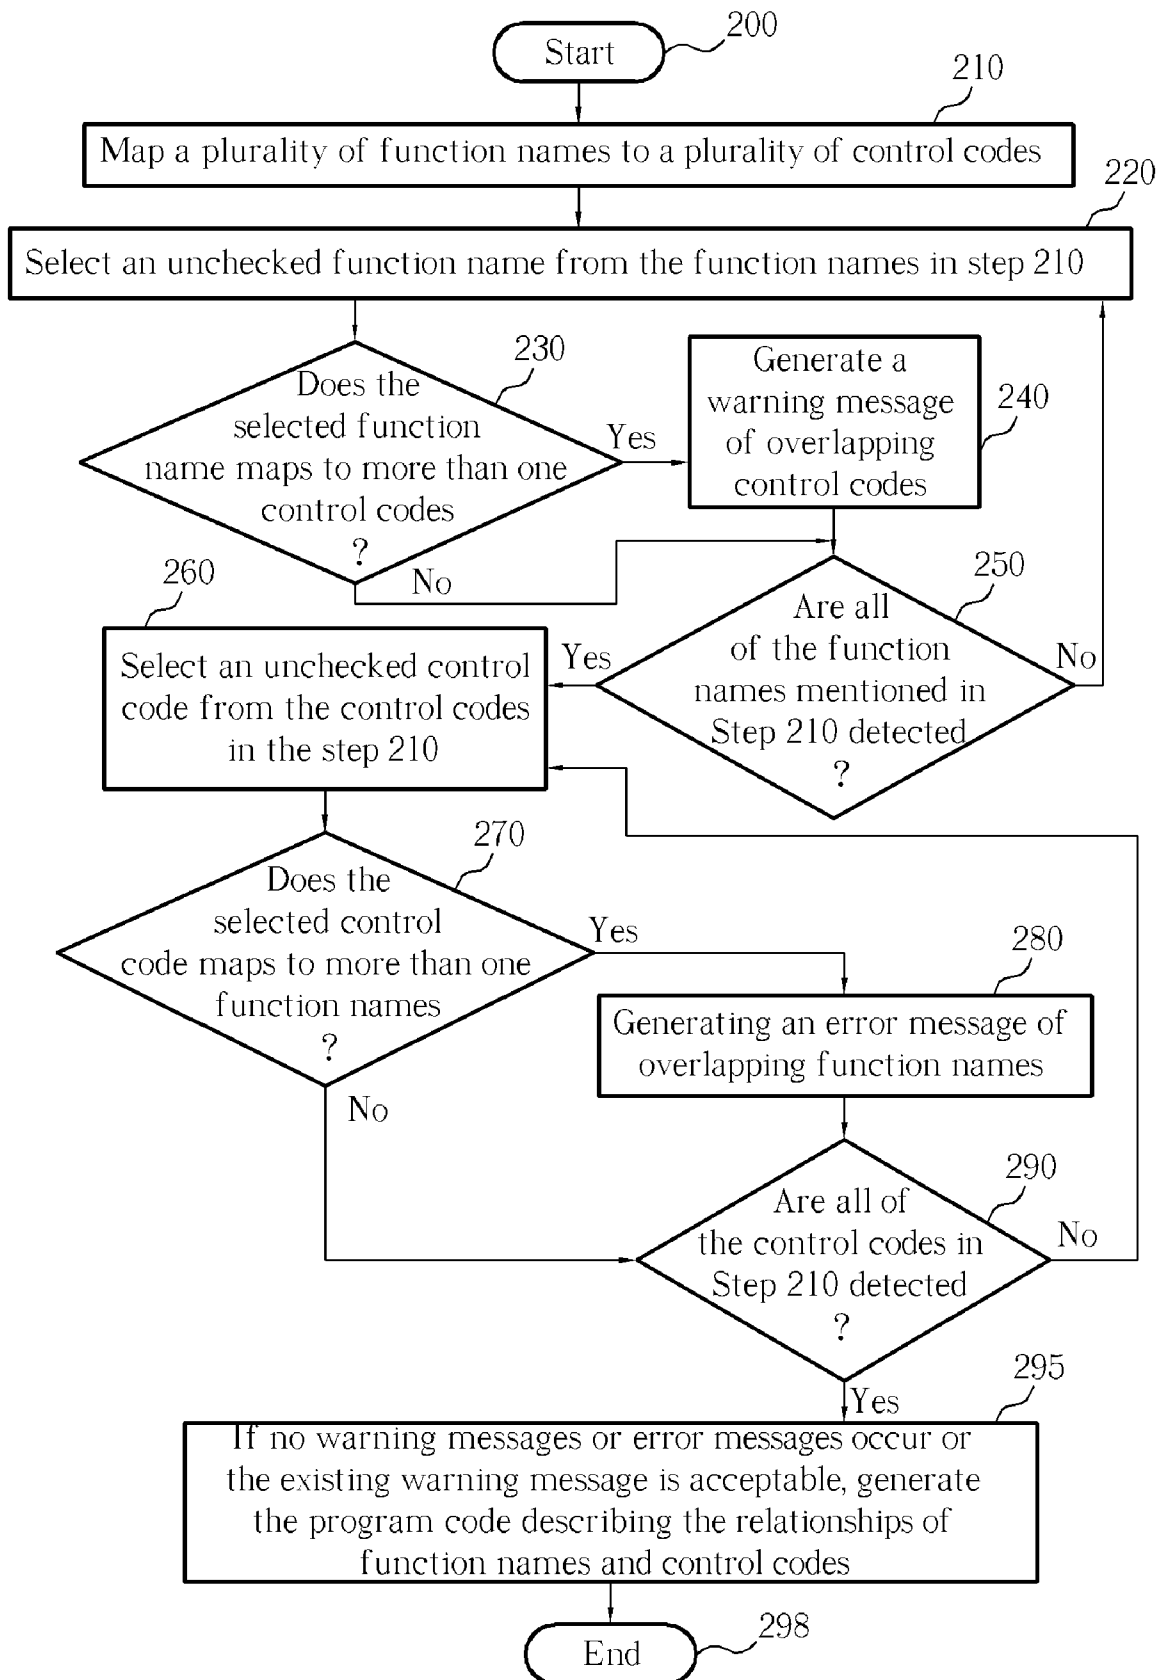 Start
200
210
Map a plurality of function names to a plurality of control codes
220
Select an unchecked function name from the function names in step 210
230
Does the
selected function
name maps to more than one
control codes
?
Yes
No
Generate a
warning message
of overlapping
control codes
240
250
Are all
of the function
names mentioned in
Step 210 detected
?
Yes
No
260
Select an unchecked control
code from the control codes
in the step 210
270
Does the
selected control
code maps to more than one
function names
?
Yes
No
280
Generating an error message of
overlapping function names
290
Are all of
the control codes in
Step 210 detected
?
No
Yes
295
If no warning messages or error messages occur or
the existing warning message is acceptable, generate
the program code describing the relationships of
function names and control codes
End
298